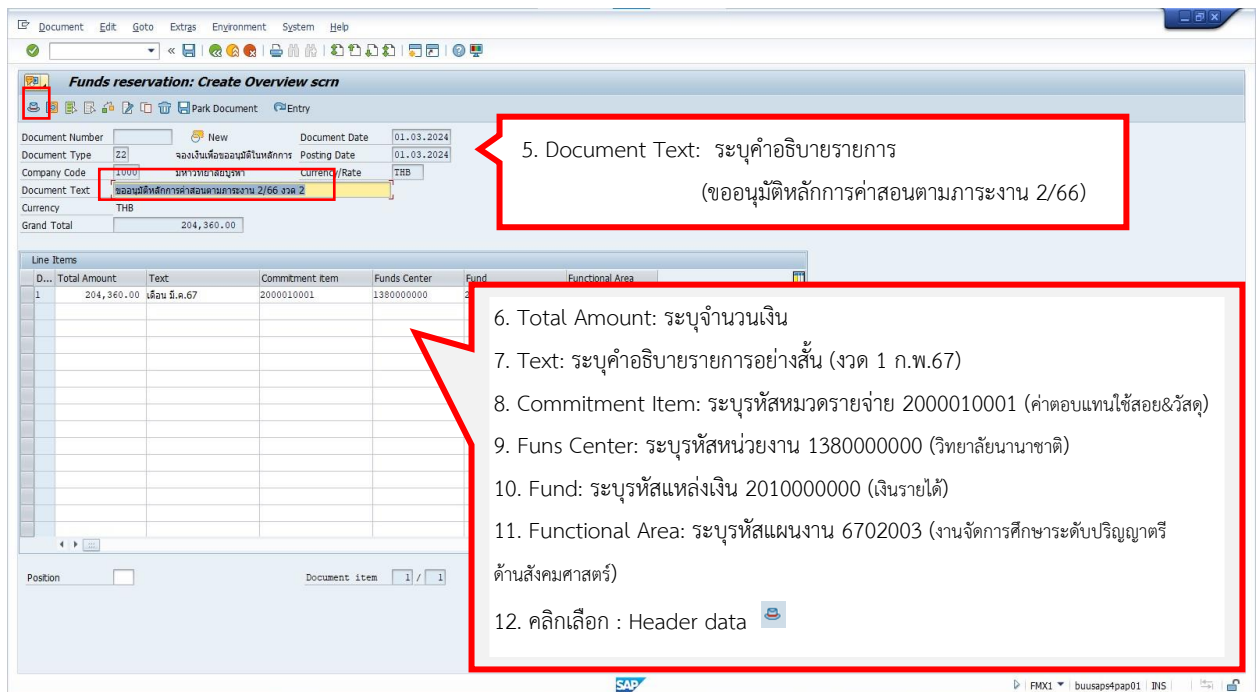 Document Edit Goto Extras Environment System Help
Funds reservation: Create Overview scrn
Park Document Entry
Document Number New Document Date 01.03.2024
Document Type Z2 จองเงินเพื่อขออนุมัติในหลักการ Posting Date 01.03.2024
Company Code 1000 มหาวิทยาลัยบูรพา Currency/Rate THB
Document Text ขออนุมัติหลักการค่าสอนตามภาระงาน 2/66 งวด 2
Currency THB
Grand Total 204,360.00
5. Document Text: ระบุคำอธิบายรายการ
(ขออนุมัติหลักการค่าสอนตามภาระงาน 2/66)
Line Items
D... Total Amount Text Commitment item Funds Center Fund Functional Area
1 204,360.00 เดือน มี.ค.67 2000010001 1380000000
6. Total Amount: ระบุจำนวนเงิน
7. Text: ระบุคำอธิบายรายการอย่างสั้น (งวด 1 ก.พ.67)
8. Commitment Item: ระบุรหัสหมวดรายจ่าย 2000010001 (ค่าตอบแทนใช้สอย&วัสดุ)
9. Funs Center: ระบุรหัสหน่วยงาน 1380000000 (วิทยาลัยนานาชาติ)
10. Fund: ระบุรหัสแหล่งเงิน 2010000000 (เงินรายได้)
11. Functional Area: ระบุรหัสแผนงาน 6702003 (งานจัดการศึกษาระดับปริญญาตรี
ด้านสังคมศาสตร์)
12. คลิกเลือก : Header data
Position Document item 1 / 1
SAP FMX1 buusaps4pap01 INS